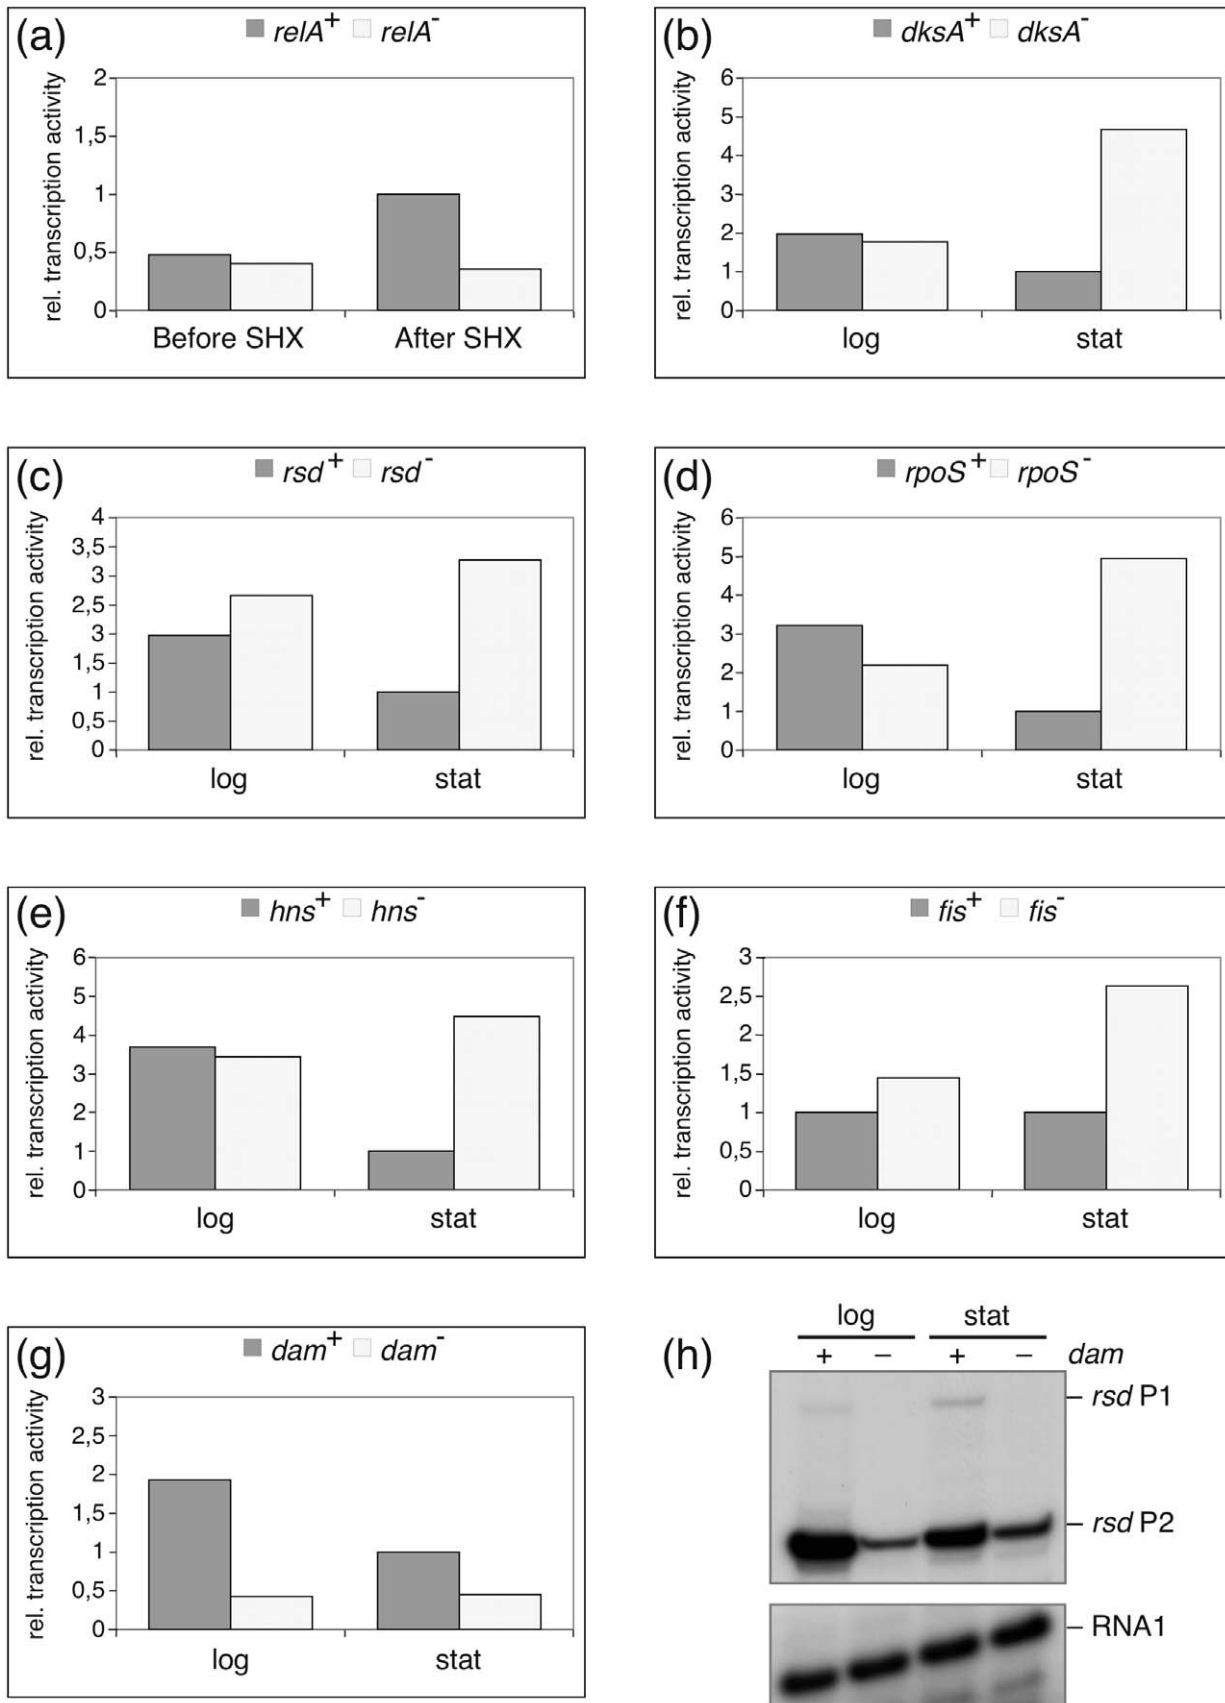 (a)
relA+ relA-
rel. transcription activity
2
1,5
1
0,5
0
Before SHX After SHX
(b)
dksA+ dksA-
rel. transcription activity
6
5
4
3
2
1
0
log stat
(c)
rsd+ rsd-
rel. transcription activity
4
3,5
3
2,5
3
1,5
1
0,5
0
log stat
(d)
rpoS+ rpoS-
rel. transcription activity
6
5
4
3
2
1
0
log stat
(e)
hns+ hns-
rel. transcription activity
6
5
4
3
2
1
0
log stat
(f)
fis+ fis-
rel. transcription activity
3
2,5
2
1,5
1
0,5
0
log stat
(g)
dam+ dam-
rel. transcription activity
3
2,5
2
1,5
1
0,5
0
log stat
(h)
log stat
+ – + – dam
rsd P1
rsd P2
RNA1